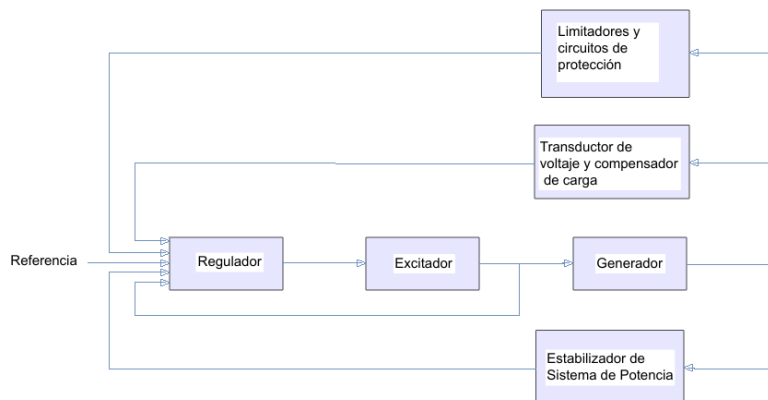 Limitadores y
circuitos de
protección
Transductor de
voltaje y compensador
de carga
Referencia
Regulador
Excitador
Generador
Estabilizador de
Sistema de Potencia